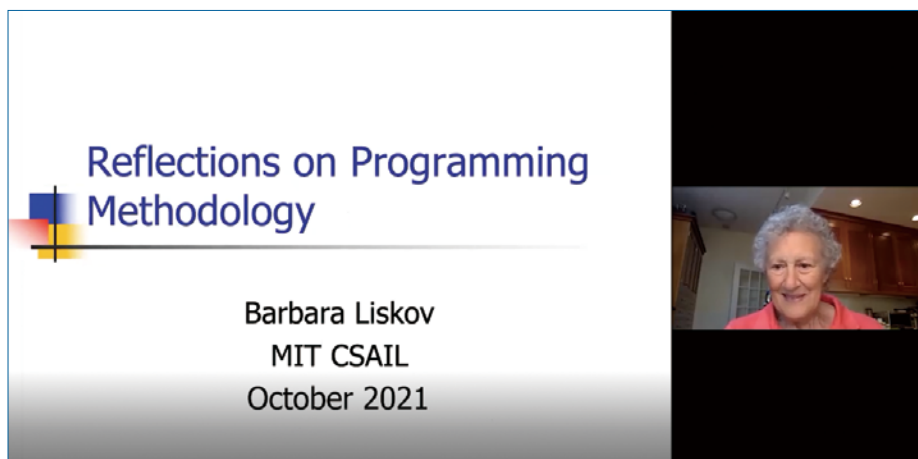 Reflections on Programming
Methodology
Barbara Liskov
MIT CSAIL
October 2021